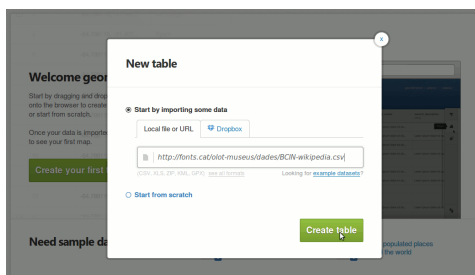 x
New table
Welcome geor
Start by dragging and drop
onto the browser to create
or start from scratch.
Once your data is importe
to see your first map.
Create your first
Start by importing some data
Local file or URL
Dropbox
http://fonts.cat/olot-museus/dades/BCIN-wikipedia.csv
(CSV, XLS, ZIP, KML, GPX) see all formats
Looking for example datasets?
Start from scratch
Create table
Need sample da
populated places
the world